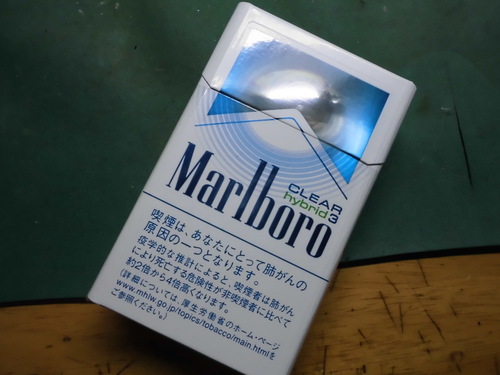 Marlboro
CLEAR
hybrid 3
喫煙は、あなたにとって肺がんの
原因の一つとなります。
疫学的な推計によると、喫煙者は肺がん
により死亡する危険性が非喫煙者に比べて
約2倍から4倍高くなります。
(詳細については、厚生労働省のホーム・ページ
www.mhlw.go.jp/topics/tobacco/main.htmlを
ご参照ください。)